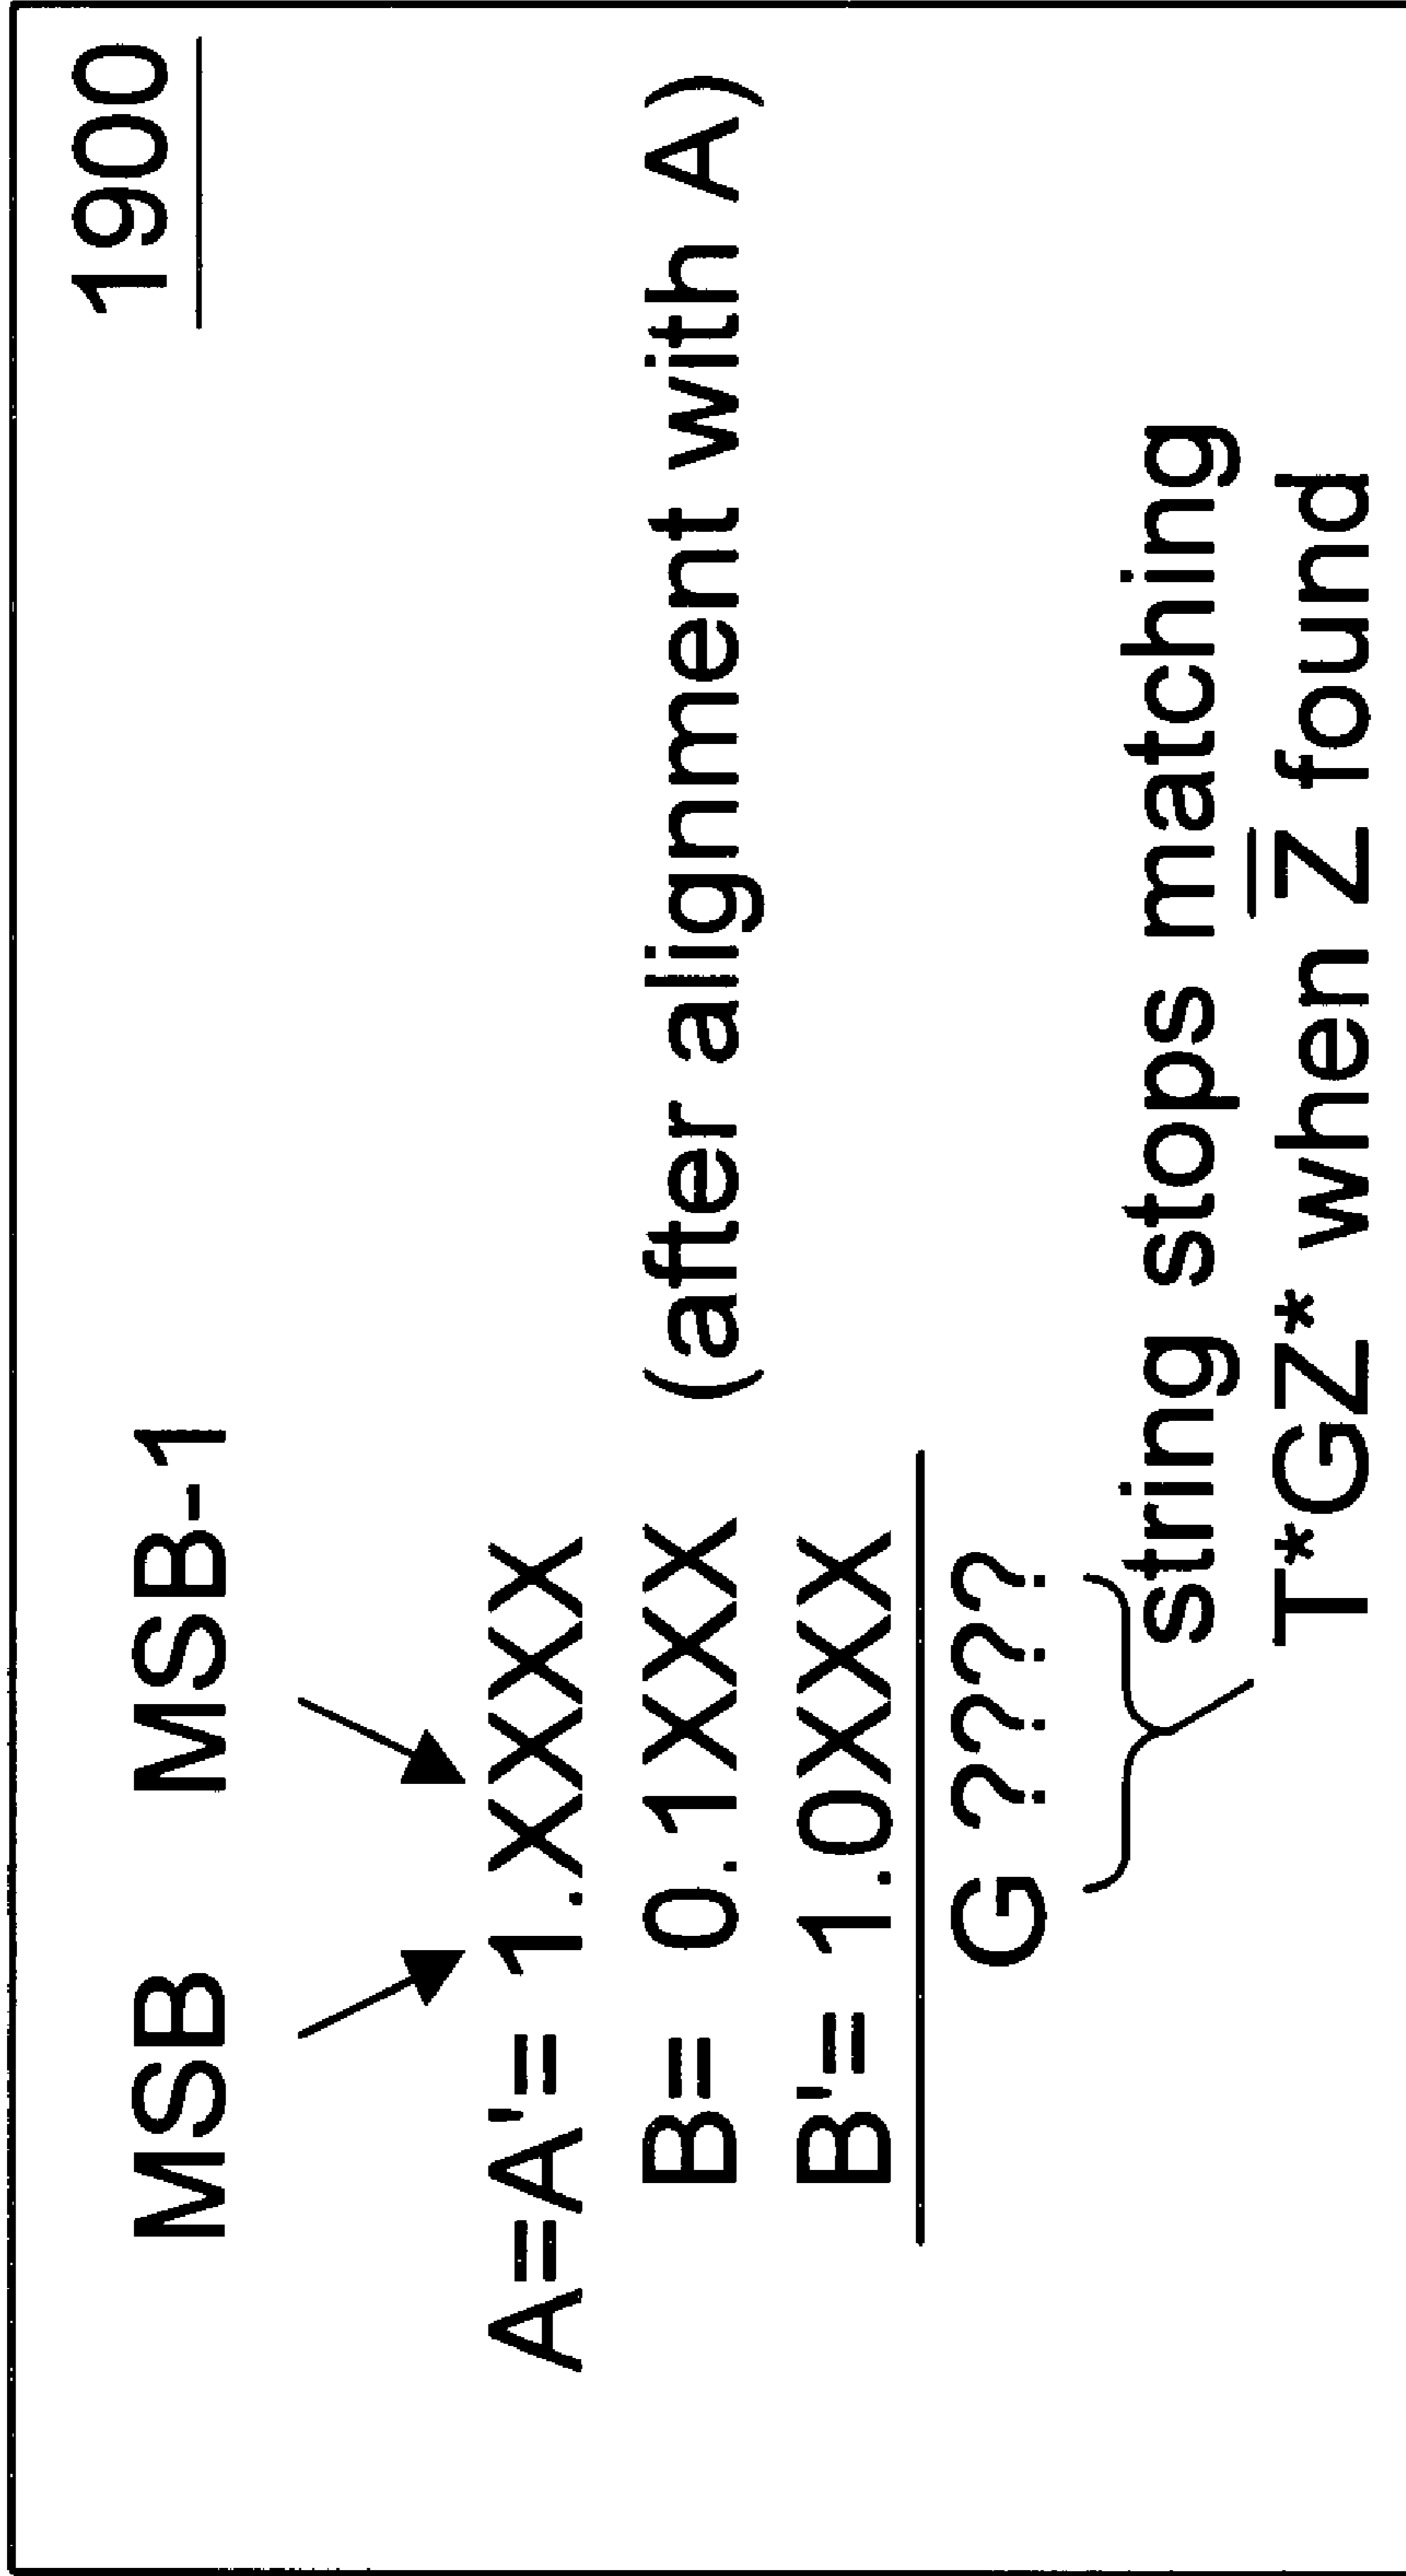 1900
MSB MSB-1
A=A'= 1.XXXX
B= 0.1XXX (after alignment with A)
B'= 1.0XXX
G ????
string stops matching
T*GZ* when Z̅ found